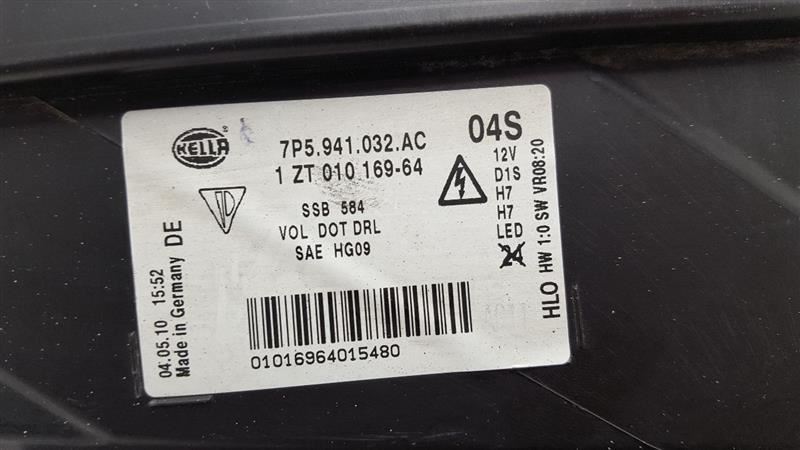 HELLA ®
7P5.941.032.AC
04S
1 ZT 010 169-64
SSB 584
VOL DOT DRL
SAE HG09
12V
D1S
H7
H7
LED
24
HLO HW 1:0 SW VR08:20
04.05.10 15:52
Made in Germany DE
01016964015480